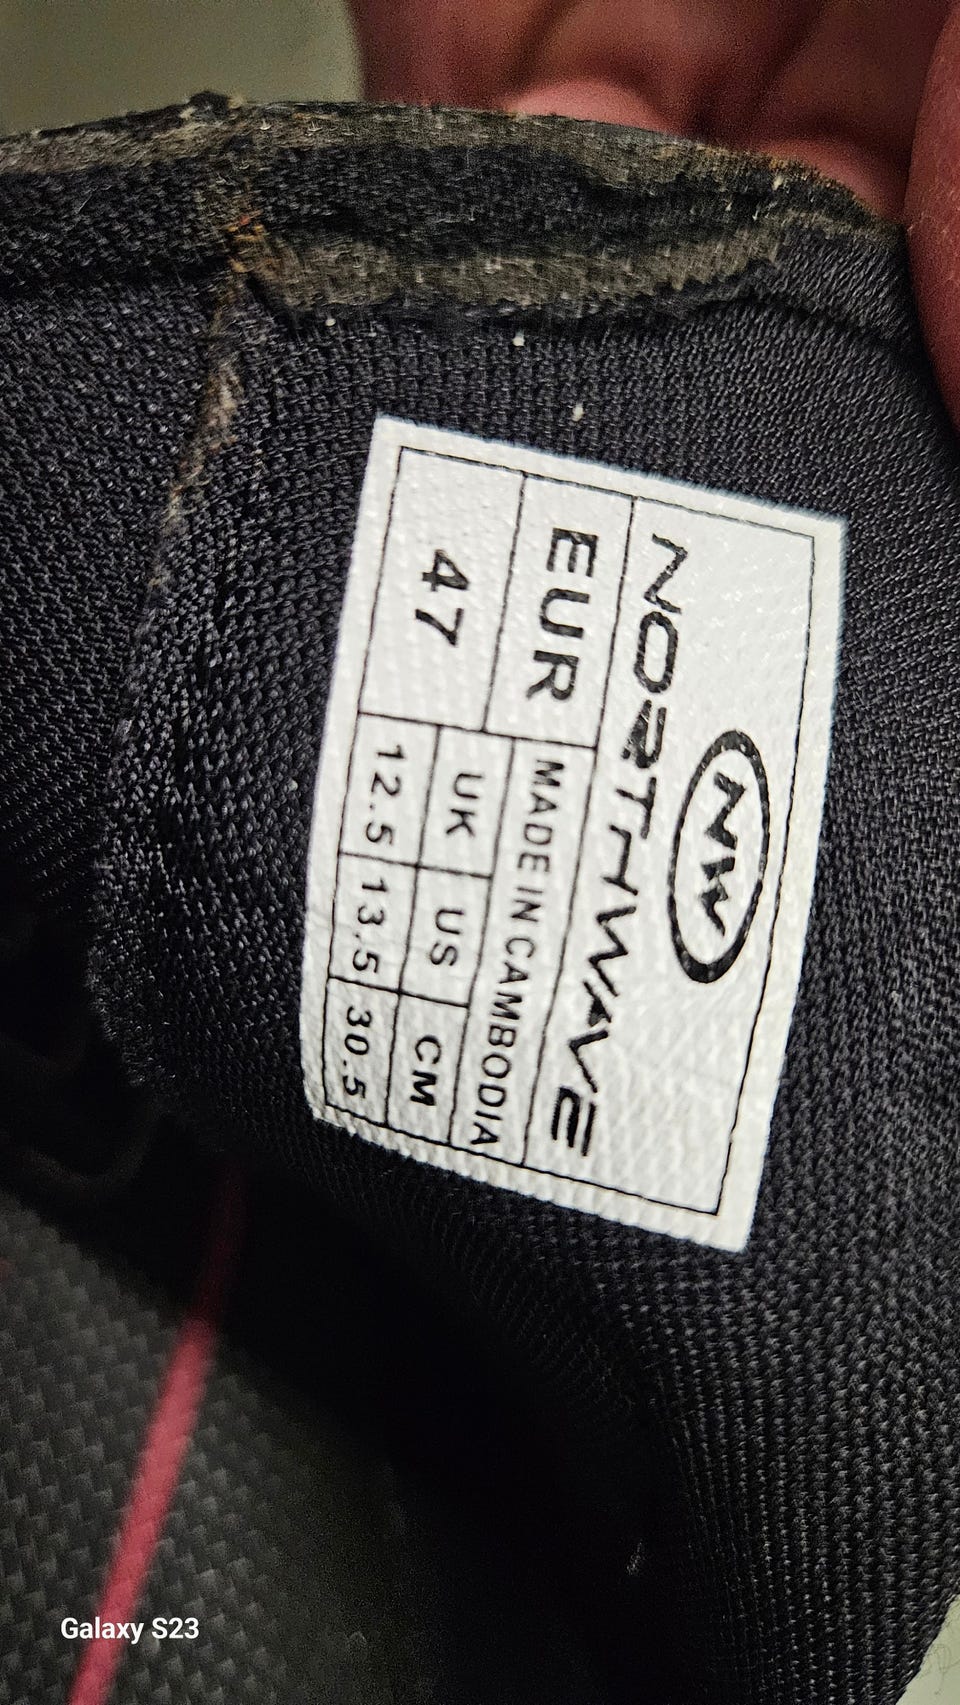 NW
NORTHWAVE
EUR
MADE IN CAMBODIA
47
UK US CM
12.5 13.5 30.5
Galaxy S23